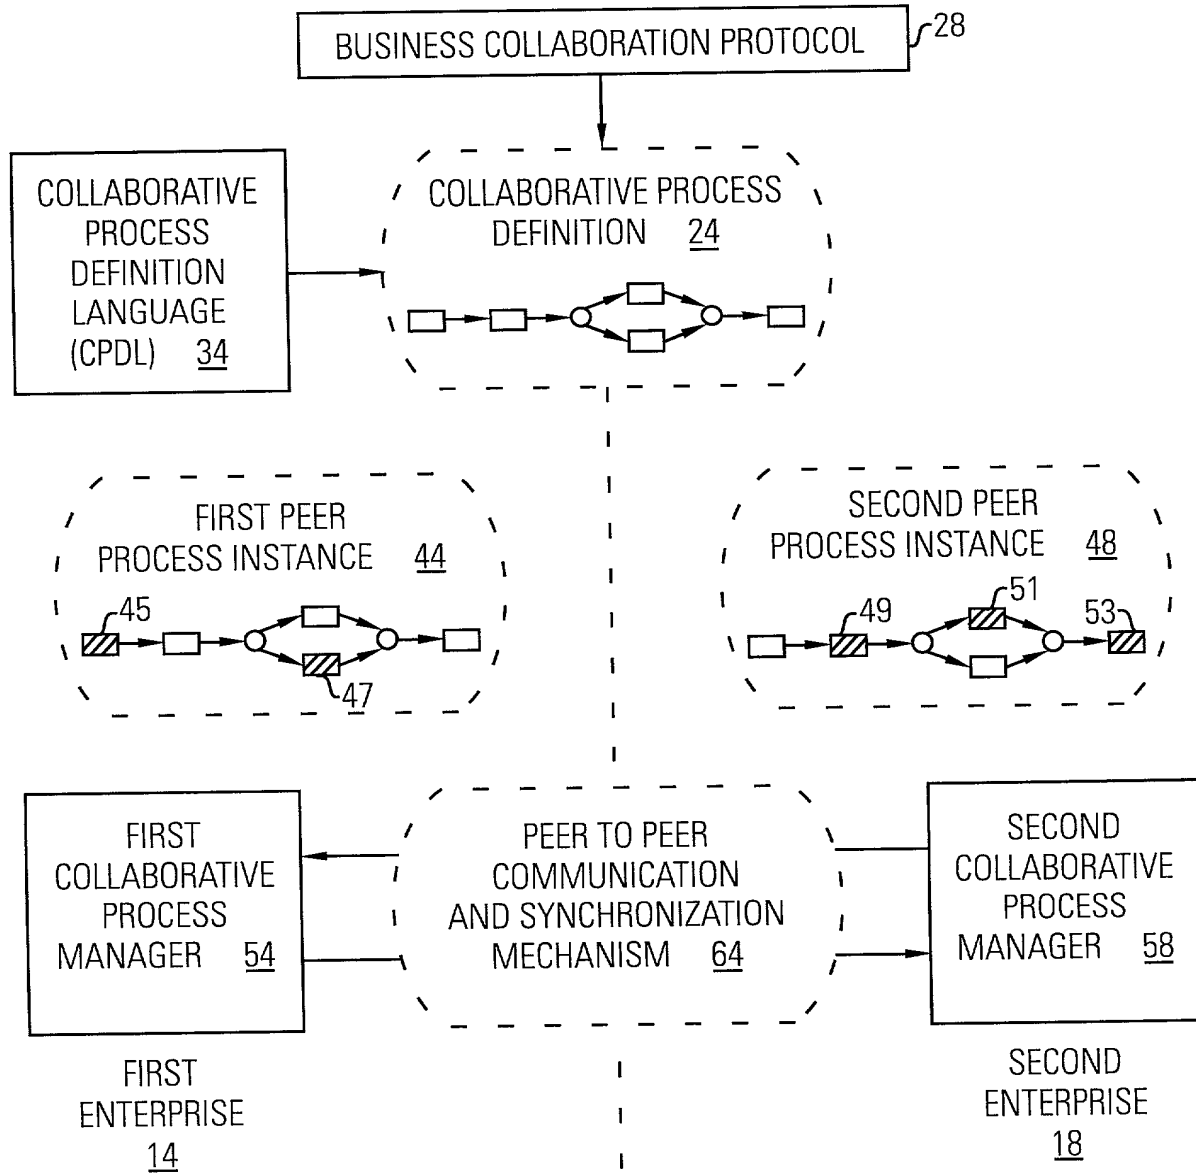 BUSINESS COLLABORATION PROTOCOL
28
COLLABORATIVE
PROCESS
DEFINITION
LANGUAGE
(CPDL) 34
COLLABORATIVE PROCESS
DEFINITION 24
FIRST PEER
PROCESS INSTANCE 44
45
47
SECOND PEER
PROCESS INSTANCE 48
49
51
53
FIRST
COLLABORATIVE
PROCESS
MANAGER 54
PEER TO PEER
COMMUNICATION
AND SYNCHRONIZATION
MECHANISM 64
SECOND
COLLABORATIVE
PROCESS
MANAGER 58
FIRST
ENTERPRISE
14
SECOND
ENTERPRISE
18